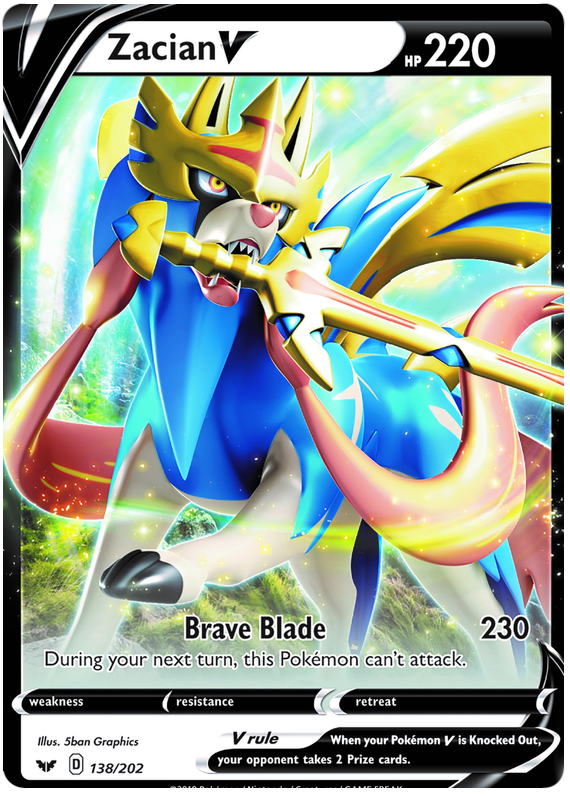 Zacian V
HP 220
Brave Blade 230
During your next turn, this Pokémon can't attack.
weakness resistance retreat
Illus. 5ban Graphics
V rule When your Pokémon V is Knocked Out,
your opponent takes 2 Prize cards.
D 138/202
©2019 Pokémon / Nintendo / Creatures / GAME FREAK